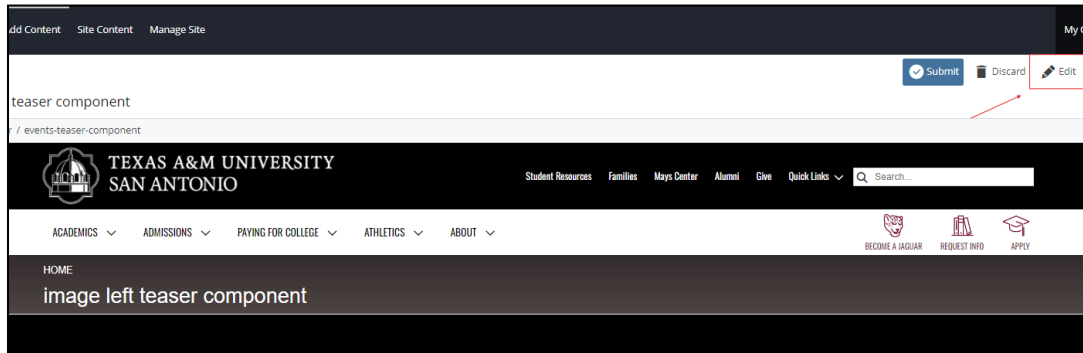 dd Content Site Content Manage Site My
Submit Discard Edit
teaser component
r / events-teaser-component
TEXAS A&M UNIVERSITY
SAN ANTONIO
Student Resources Families Mays Center Alumni Give Quick Links Search...
ACADEMICS ADMISSIONS PAYING FOR COLLEGE ATHLETICS ABOUT
BECOME A JAGUAR REQUEST INFO APPLY
HOME
image left teaser component